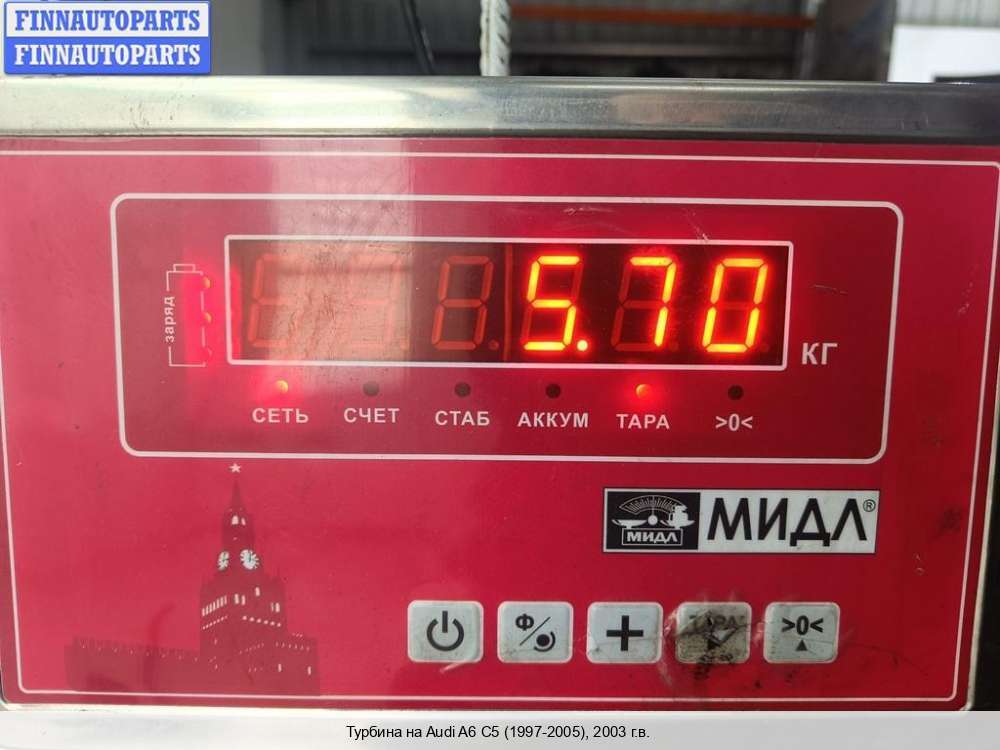 FINNAUTOPARTS
FINNAUTOPARTS
5.70
заряд
КГ
СЕТЬ СЧЕТ СТАБ АККУМ ТАРА >0<
МИДЛ МИДЛ®
Ф ТАРА >0<
Турбина на Audi A6 C5 (1997-2005), 2003 г.в.